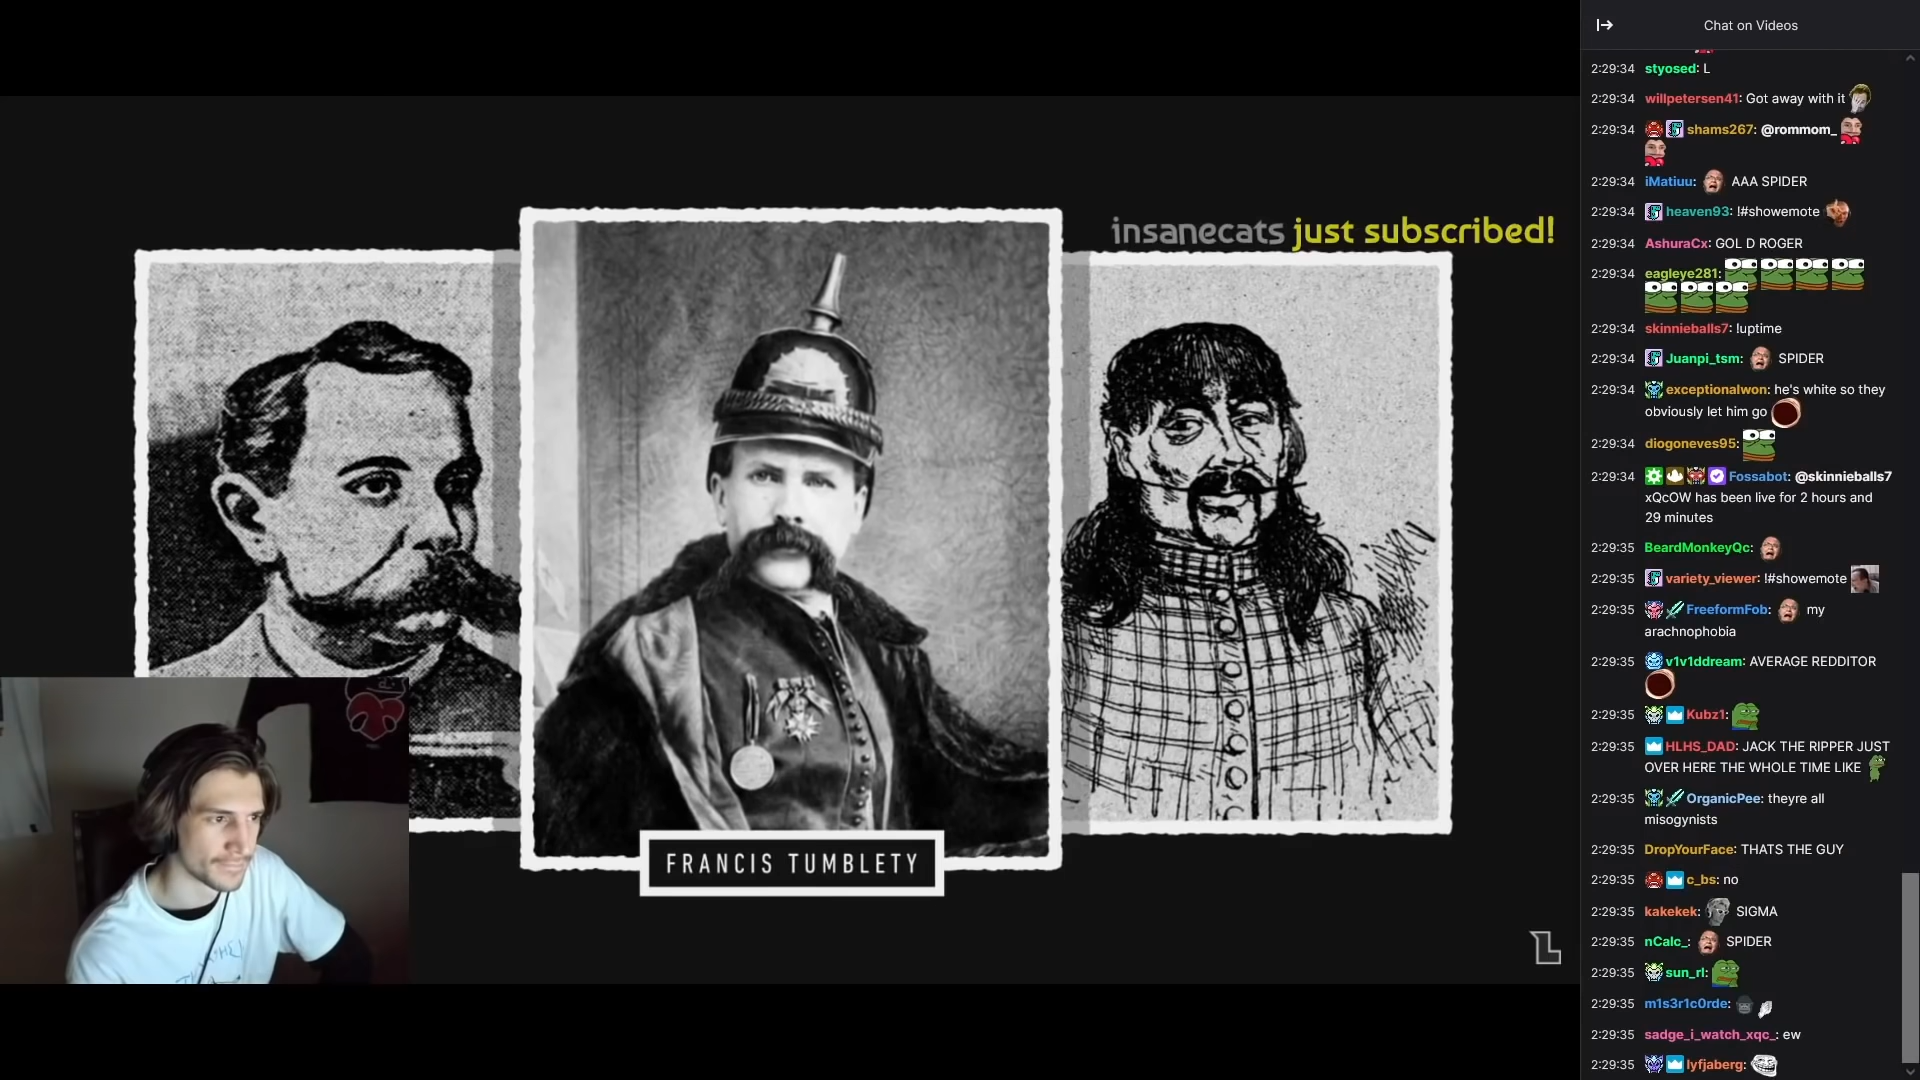 insanecats just subscribed!
FRANCIS TUMBLETY
Chat on Videos
2:29:34 styosed: L
2:29:34 willpetersen41: Got away with it
2:29:34 shams267: @rommom_
2:29:34 iMatiuu: AAA SPIDER
2:29:34 heaven93: !#showemote
2:29:34 AshuraCx: GOL D ROGER
2:29:34 eagleye281:
2:29:34 skinnieballs7: !uptime
2:29:34 Juanpi_tsm: SPIDER
2:29:34 exceptionalwon: he's white so they
obviously let him go
2:29:34 diogoneves95:
2:29:34 Fossabot: @skinnieballs7
xQcOW has been live for 2 hours and
29 minutes
2:29:35 BeardMonkeyQc:
2:29:35 variety_viewer: !#showemote
2:29:35 FreeformFob: my
arachnophobia
2:29:35 v1v1ddream: AVERAGE REDDITOR
2:29:35 Kubz1:
2:29:35 HLHS_DAD: JACK THE RIPPER JUST
OVER HERE THE WHOLE TIME LIKE
2:29:35 OrganicPee: theyre all
misogynists
2:29:35 DropYourFace: THATS THE GUY
2:29:35 c_bs: no
2:29:35 kakekek: SIGMA
2:29:35 nCalc_: SPIDER
2:29:35 sun_rl:
2:29:35 m1s3r1c0rde:
2:29:35 sadge_i_watch_xqc_: ew
2:29:35 lyfjaberg: